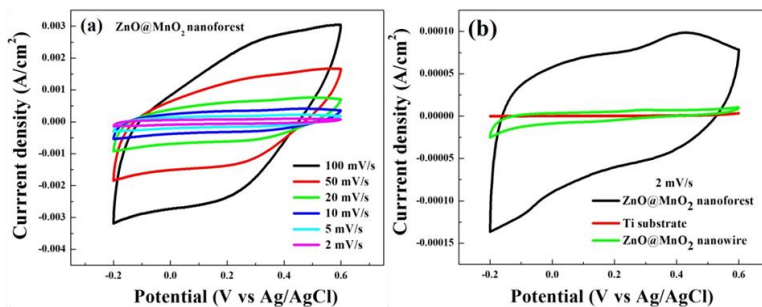 (a) ZnO@MnO2 nanoforest
Currrent density (A/cm2)
0.003
0.002
0.001
0.000
-0.001
-0.002
-0.003
-0.004
100 mV/s
50 mV/s
20 mV/s
10 mV/s
5 mV/s
2 mV/s
-0.2 0.0 0.2 0.4 0.6
Potential (V vs Ag/AgCl)
(b)
Currrent density (A/cm2)
0.00010
0.00005
0.00000
-0.00005
-0.00010
-0.00015
2 mV/s
ZnO@MnO2 nanoforest
Ti substrate
ZnO@MnO2 nanowire
-0.2 0.0 0.2 0.4 0.6
Potential (V vs Ag/AgCl)